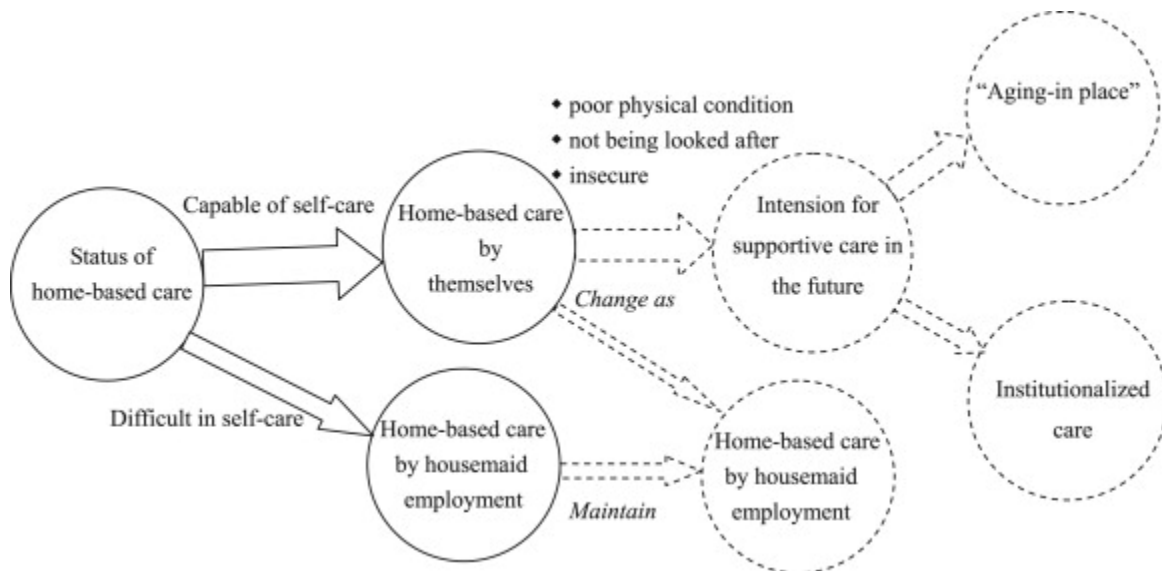 “Aging-in place”
◆ poor physical condition
◆ not being looked after
◆ insecure
Capable of self-care
Home-based care
by
themselves
Intension for
supportive care in
the future
Status of
home-based care
Change as
Difficult in self-care
Home-based care
by housemaid
employment
Maintain
Home-based care
by housemaid
employment
Institutionalized
care